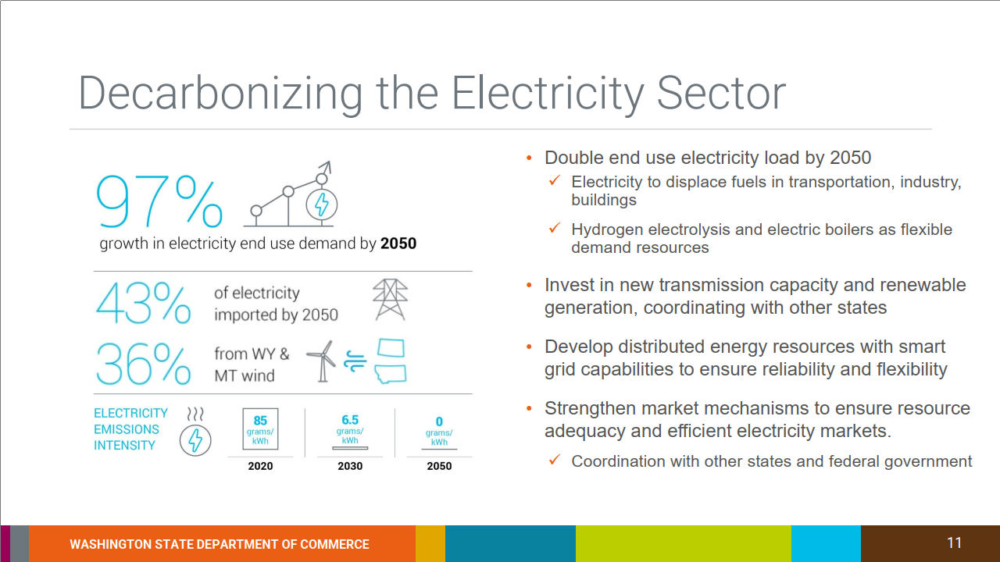 Decarbonizing the Electricity Sector
97%
growth in electricity end use demand by 2050
43%
of electricity
imported by 2050
36%
from WY &
MT wind
ELECTRICITY
EMISSIONS
INTENSITY
85
grams/
kWh
2020
6.5
grams/
kWh
2030
0
grams/
kWh
2050
• Double end use electricity load by 2050
✓ Electricity to displace fuels in transportation, industry,
buildings
✓ Hydrogen electrolysis and electric boilers as flexible
demand resources
• Invest in new transmission capacity and renewable
generation, coordinating with other states
• Develop distributed energy resources with smart
grid capabilities to ensure reliability and flexibility
• Strengthen market mechanisms to ensure resource
adequacy and efficient electricity markets.
✓ Coordination with other states and federal government
WASHINGTON STATE DEPARTMENT OF COMMERCE
11